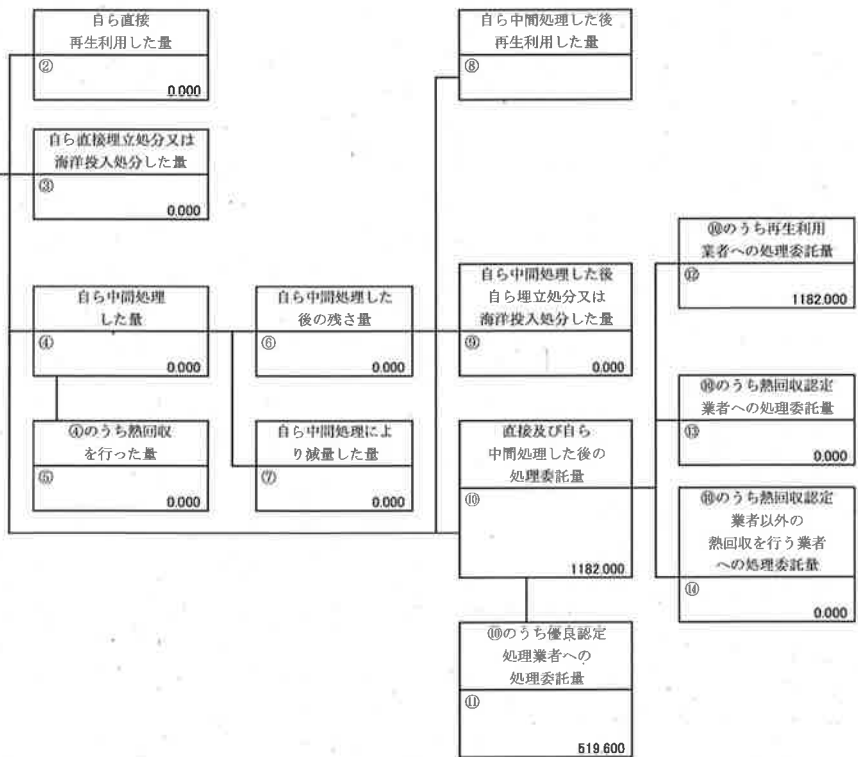 自ら直接
再生利用した量
②
0.000
自ら中間処理した後
再生利用した量
⑧
自ら直接埋立処分又は
海洋投入処分した量
③
0.000
自ら中間処理
した量
④
0.000
自ら中間処理した
後の残さ量
⑥
0.000
自ら中間処理した後
自ら埋立処分又は
海洋投入処分した量
⑨
0.000
⑩のうち再生利用
業者への処理委託量
⑫
1182.000
④のうち熱回収
を行った量
⑤
0.000
自ら中間処理によ
り減量した量
⑦
0.000
直接及び自ら
中間処理した後の
処理委託量
⑩
1182.000
⑩のうち熱回収認定
業者への処理委託量
⑬
0.000
⑩のうち熱回収認定
業者以外の
熱回収を行う業者
への処理委託量
⑭
0.000
⑩のうち優良認定
処理業者への
処理委託量
⑪
519.600